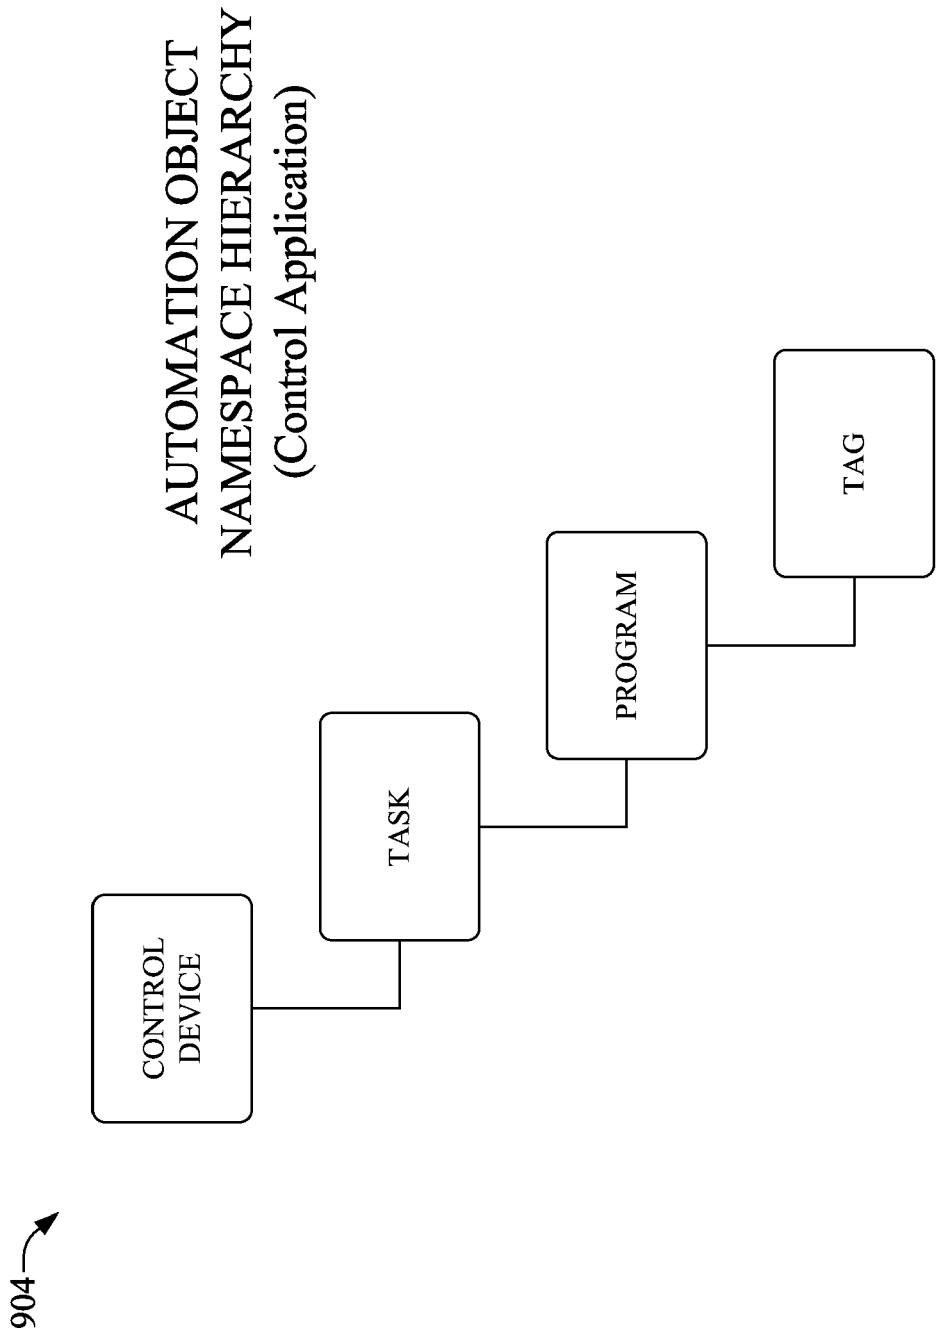 904
AUTOMATION OBJECT
NAMESPACE HIERARCHY
(Control Application)
CONTROL
DEVICE
TASK
PROGRAM
TAG